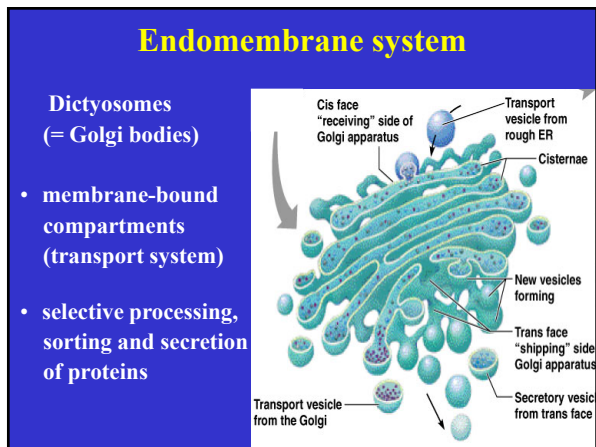 Endomembrane system
Dictyosomes
(= Golgi bodies)
• membrane-bound
compartments
(transport system)
• selective processing,
sorting and secretion
of proteins
Cis face
"receiving" side of
Golgi apparatus
Transport
vesicle from
rough ER
Cisternae
New vesicles
forming
Trans face
"shipping" side
Golgi apparatus
Secretory vesic
from trans face
Transport vesicle
from the Golgi